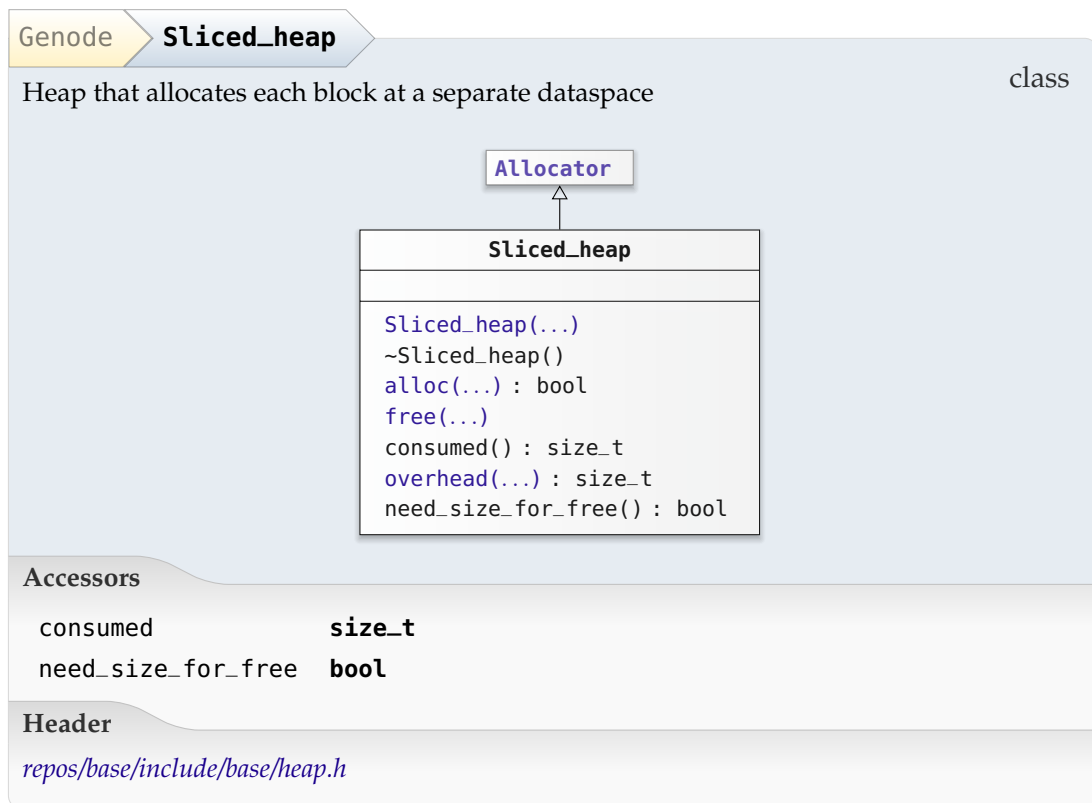 Genode Sliced_heap
class
Heap that allocates each block at a separate dataspace
Allocator
Sliced_heap
Sliced_heap(...)
~Sliced_heap()
alloc(...) : bool
free(...)
consumed() : size_t
overhead(...) : size_t
need_size_for_free() : bool
Accessors
consumed size_t
need_size_for_free bool
Header
repos/base/include/base/heap.h